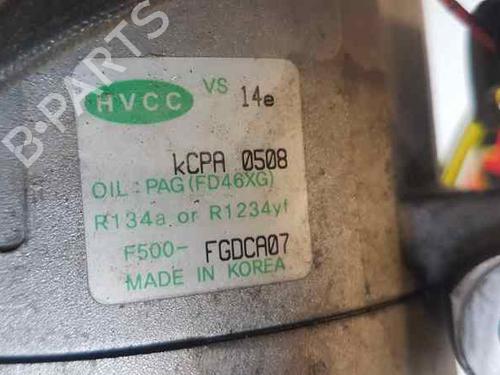 B-PARTS
HVCC VS 14e
kCPA 0508
OIL : PAG (FD46XG)
R134a or R1234yf
F500- FGDCA07
MADE IN KOREA